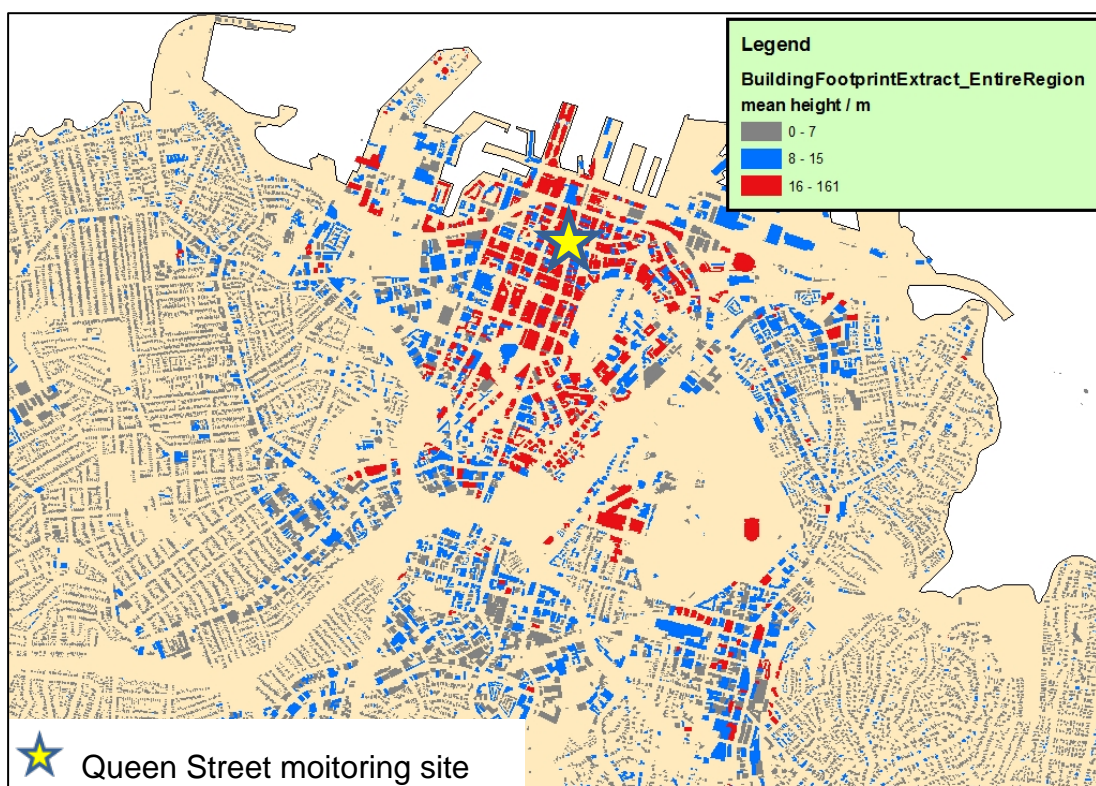 Legend
BuildingFootprintExtract_EntireRegion
mean height / m
0 - 7
8 - 15
16 - 161
Queen Street moitoring site